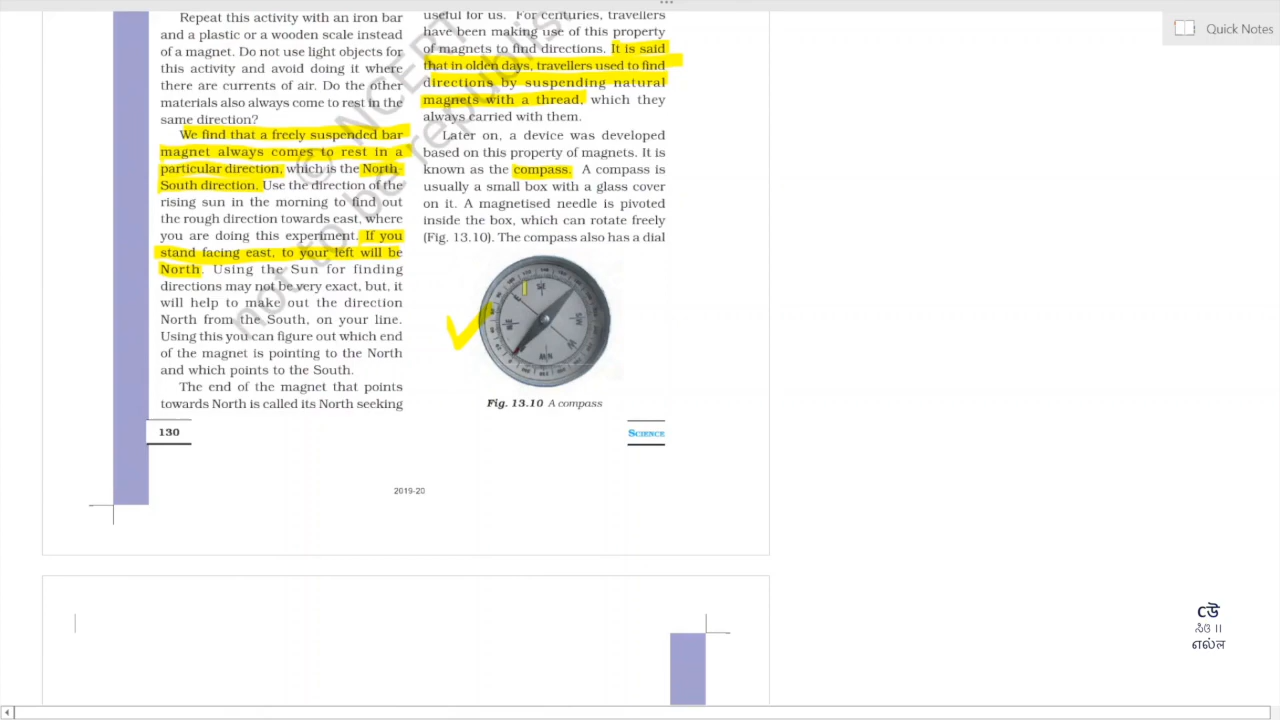 Quick Notes
Repeat this activity with an iron bar
and a plastic or a wooden scale instead
of a magnet. Do not use light objects for
this activity and avoid doing it where
there are currents of air. Do the other
materials also always come to rest in the
same direction?
We find that a freely suspended bar
magnet always comes to rest in a
particular direction, which is the North-
South direction. Use the direction of the
rising sun in the morning to find out
the rough direction towards east, where
you are doing this experiment. If you
stand facing east, to your left will be
North. Using the Sun for finding
directions may not be very exact, but, it
will help to make out the direction
North from the South, on your line.
Using this you can figure out which end
of the magnet is pointing to the North
and which points to the South.
The end of the magnet that points
towards North is called its North seeking
useful for us. For centuries, travellers
have been making use of this property
of magnets to find directions. It is said
that in olden days, travellers used to find
directions by suspending natural
magnets with a thread, which they
always carried with them.
Later on, a device was developed
based on this property of magnets. It is
known as the compass. A compass is
usually a small box with a glass cover
on it. A magnetised needle is pivoted
inside the box, which can rotate freely
(Fig. 13.10). The compass also has a dial
Fig. 13.10 A compass
130
SCIENCE
2019-20
© NCERT
not to be republis
எல்ல